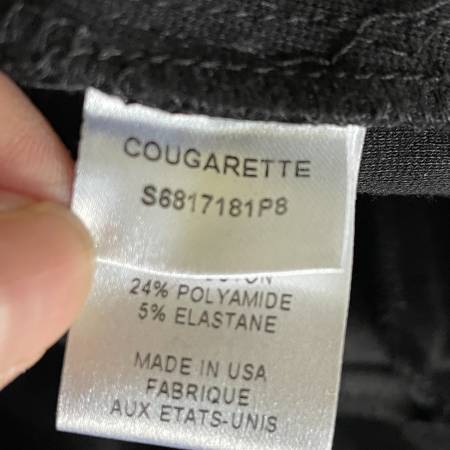 COUGARETTE
S6817181P8
24% POLYAMIDE
5% ELASTANE
MADE IN USA
FABRIQUE
AUX ETATS-UNIS